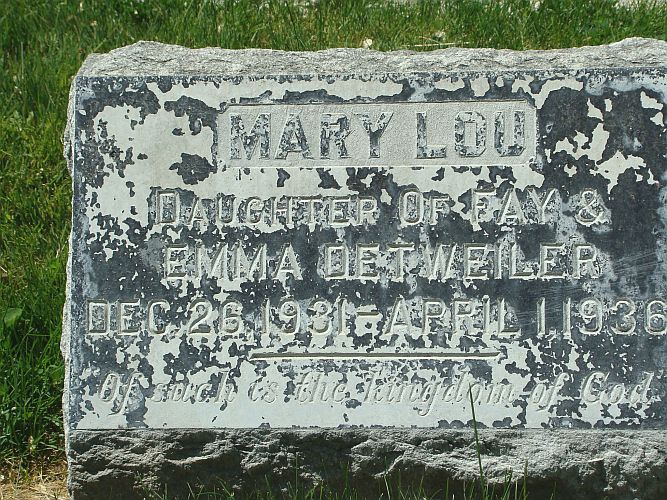 MARY LOU
DAUGHTER OF FAY &
EMMA DETWEILER
DEC. 26, 1931 - APRIL 1, 1936
Of such is the kingdom of God